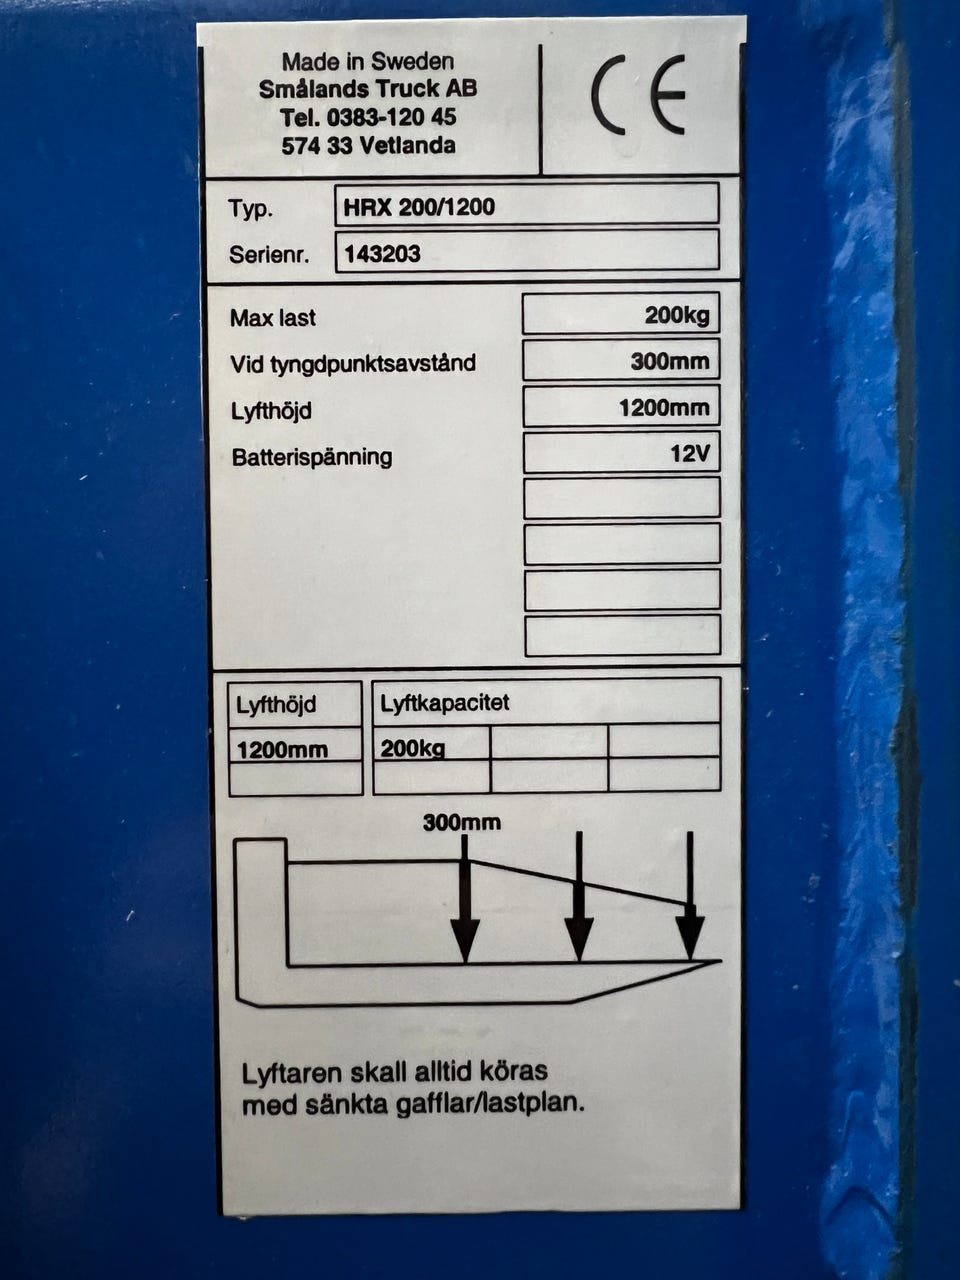 Made in Sweden
Smålands Truck AB
Tel. 0383-120 45
574 33 Vetlanda
CE
Typ. HRX 200/1200
Serienr. 143203
Max last 200kg
Vid tyngdpunktsavstånd 300mm
Lyfthöjd 1200mm
Batterispänning 12V
Lyfthöjd Lyftkapacitet
1200mm 200kg
300mm
Lyftaren skall alltid köras
med sänkta gafflar/lastplan.